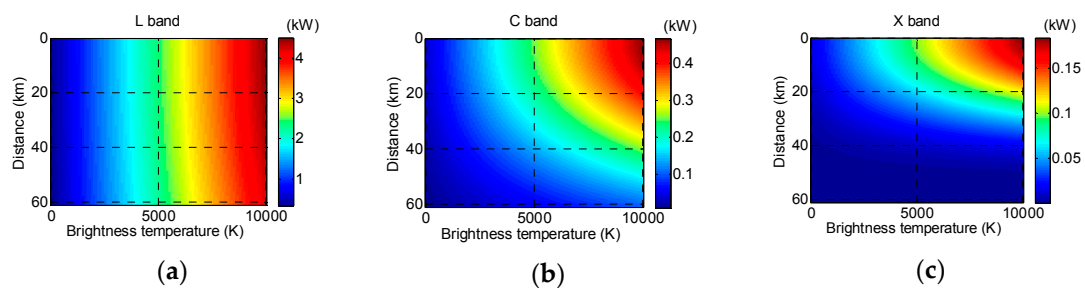 L band
(kW)
0
20
40
60
Distance (km)
0
5000
10000
Brightness temperature (K)
4
3
2
1
(a)
C band
(kW)
0
20
40
60
Distance (km)
0
5000
10000
Brightness temperature (K)
0.4
0.3
0.2
0.1
(b)
X band
(kW)
0
20
40
60
Distance (km)
0
5000
10000
Brightness temperature (K)
0.15
0.1
0.05
(c)